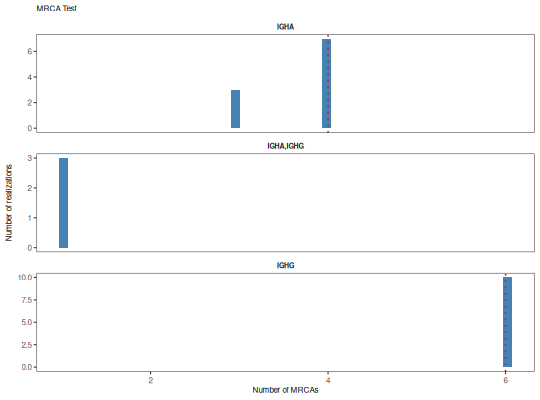 MRCA Test
IGHA
6
4
2
0
IGHA,IGHG
3
2
1
0
Number of realizations
IGHG
10.0
7.5
5.0
2.5
0.0
2
4
6
Number of MRCAs